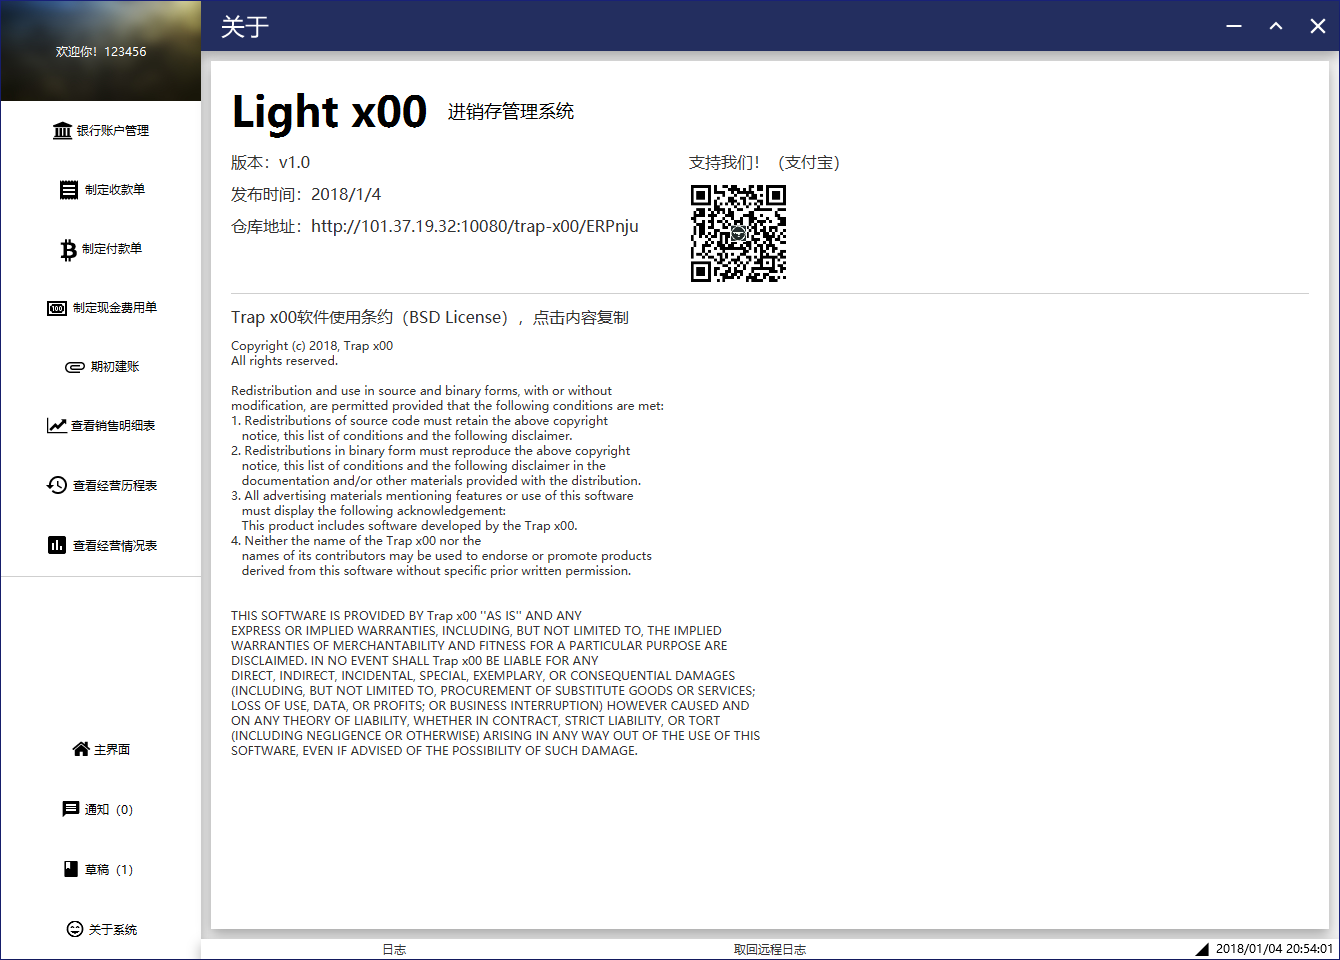 欢迎你！123456
银行账户管理
制定收款单
制定付款单
100
制定现金费用单
期初建账
查看销售明细表
查看经营历程表
查看经营情况表
主界面
通知（0）
草稿（1）
关于系统
关于
Light x00 进销存管理系统
版本：v1.0
发布时间：2018/1/4
仓库地址：http://101.37.19.32:10080/trap-x00/ERPnju
支持我们！（支付宝）
Trap x00软件使用条约（BSD License），点击内容复制
Copyright (c) 2018, Trap x00
All rights reserved.
Redistribution and use in source and binary forms, with or without
modification, are permitted provided that the following conditions are met:
1. Redistributions of source code must retain the above copyright
notice, this list of conditions and the following disclaimer.
2. Redistributions in binary form must reproduce the above copyright
notice, this list of conditions and the following disclaimer in the
documentation and/or other materials provided with the distribution.
3. All advertising materials mentioning features or use of this software
must display the following acknowledgement:
This product includes software developed by the Trap x00.
4. Neither the name of the Trap x00 nor the
names of its contributors may be used to endorse or promote products
derived from this software without specific prior written permission.
THIS SOFTWARE IS PROVIDED BY Trap x00 ''AS IS'' AND ANY
EXPRESS OR IMPLIED WARRANTIES, INCLUDING, BUT NOT LIMITED TO, THE IMPLIED
WARRANTIES OF MERCHANTABILITY AND FITNESS FOR A PARTICULAR PURPOSE ARE
DISCLAIMED. IN NO EVENT SHALL Trap x00 BE LIABLE FOR ANY
DIRECT, INDIRECT, INCIDENTAL, SPECIAL, EXEMPLARY, OR CONSEQUENTIAL DAMAGES
(INCLUDING, BUT NOT LIMITED TO, PROCUREMENT OF SUBSTITUTE GOODS OR SERVICES;
LOSS OF USE, DATA, OR PROFITS; OR BUSINESS INTERRUPTION) HOWEVER CAUSED AND
ON ANY THEORY OF LIABILITY, WHETHER IN CONTRACT, STRICT LIABILITY, OR TORT
(INCLUDING NEGLIGENCE OR OTHERWISE) ARISING IN ANY WAY OUT OF THE USE OF THIS
SOFTWARE, EVEN IF ADVISED OF THE POSSIBILITY OF SUCH DAMAGE.
日志
取回远程日志
2018/01/04 20:54:01